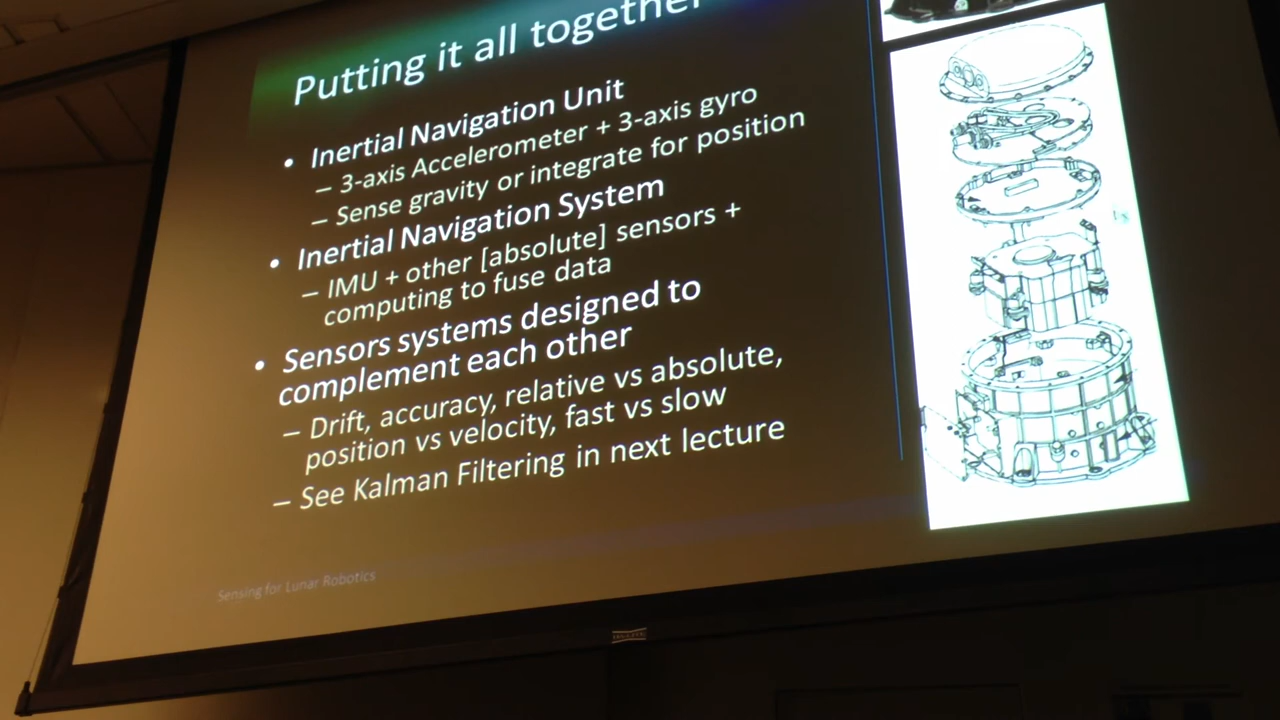 Putting it all together
• Inertial Navigation Unit
– 3-axis Accelerometer + 3-axis gyro
– Sense gravity or integrate for position
• Inertial Navigation System
– IMU + other [absolute] sensors +
computing to fuse data
• Sensors systems designed to
complement each other
– Drift, accuracy, relative vs absolute,
position vs velocity, fast vs slow
– See Kalman Filtering in next lecture
Sensing for Lunar Robotics